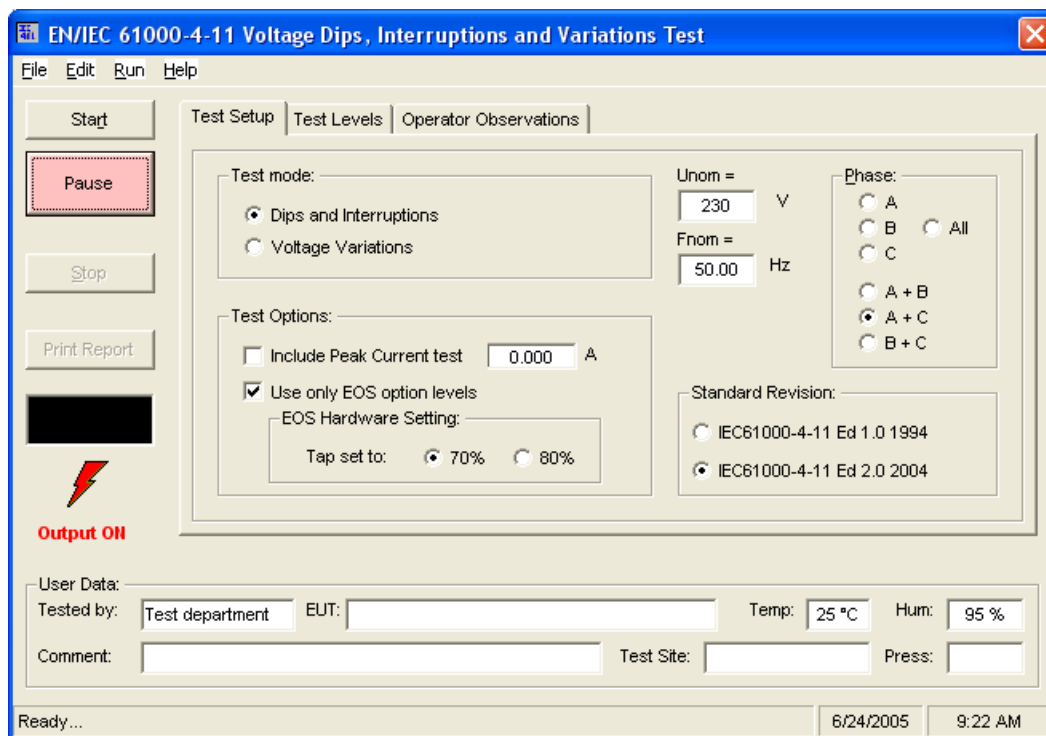 EN/IEC 61000-4-11 Voltage Dips, Interruptions and Variations Test
File Edit Run Help
Start
Pause
Stop
Print Report
Output ON
Test Setup Test Levels Operator Observations
Test mode:
Dips and Interruptions
Voltage Variations
Unom =
230 V
Fnom =
50.00 Hz
Phase:
A
B All
C
A + B
A + C
B + C
Test Options:
Include Peak Current test 0.000 A
Use only EOS option levels
EOS Hardware Setting:
Tap set to: 70% 80%
Standard Revision:
IEC61000-4-11 Ed 1.0 1994
IEC61000-4-11 Ed 2.0 2004
User Data:
Tested by: Test department EUT: Temp: 25 °C Hum: 95 %
Comment: Test Site: Press:
Ready... 6/24/2005 9:22 AM